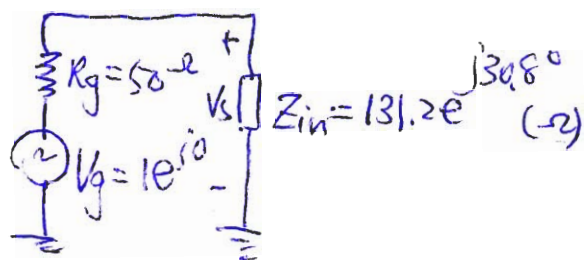 +
Rg=50Ω
Vs Zin=131.2e^j30.8° (Ω)
~ Vg=1e^j0
-